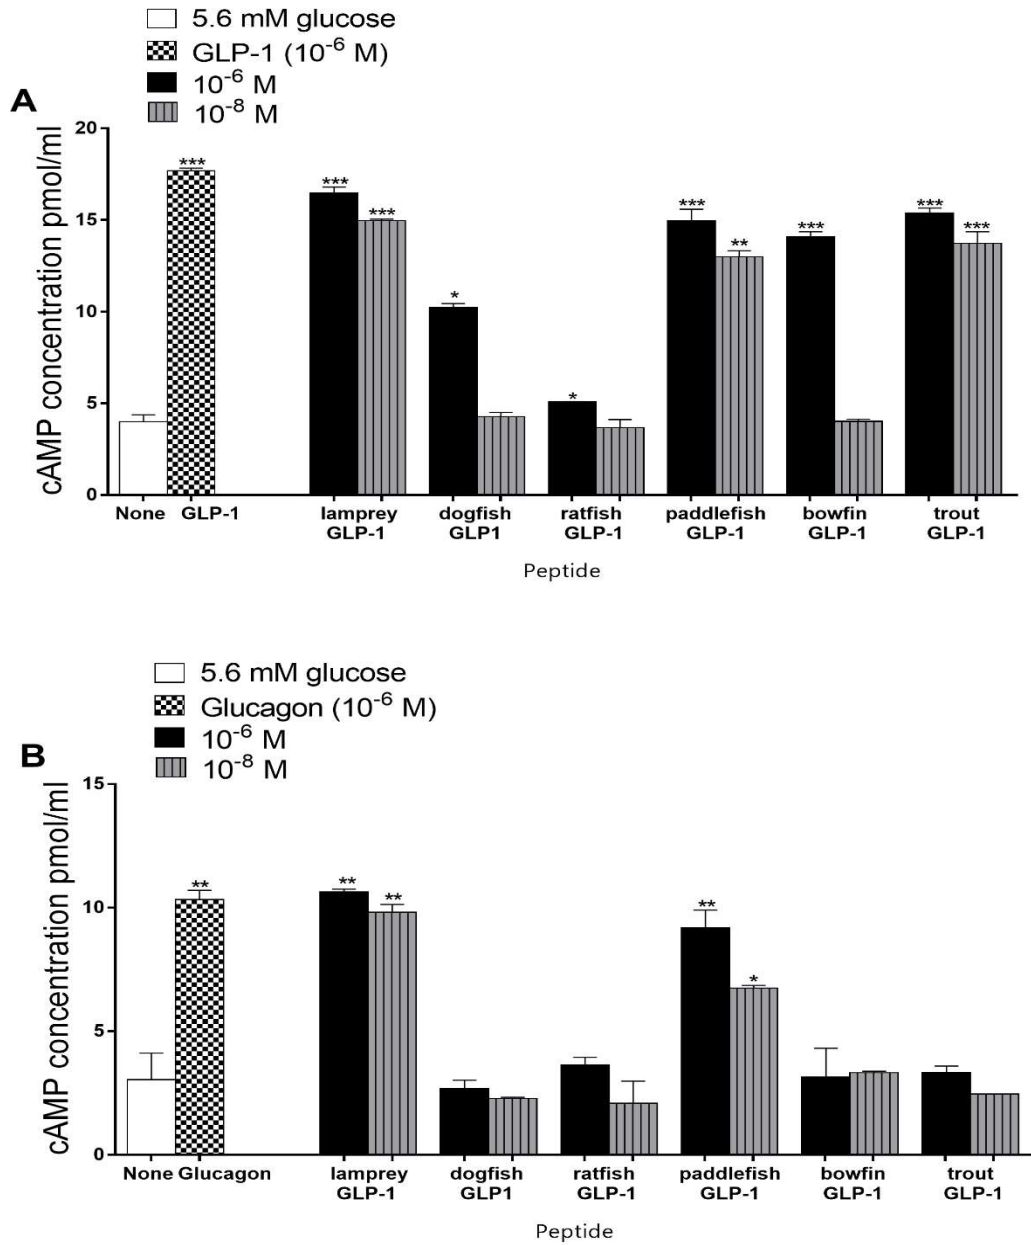 5.6 mM glucose
GLP-1 (10⁻⁶ M)
10⁻⁶ M
10⁻⁸ M
A
cAMP concentration pmol/ml
20
15
10
5
0
*** *** *** * * *** ** *** *** ***
None GLP-1 lamprey dogfish ratfish paddlefish bowfin trout
GLP-1 GLP1 GLP-1 GLP-1 GLP-1 GLP-1
Peptide
5.6 mM glucose
Glucagon (10⁻⁶ M)
10⁻⁶ M
10⁻⁸ M
B
cAMP concentration pmol/ml
15
10
5
0
** ** ** ** *
None Glucagon lamprey dogfish ratfish paddlefish bowfin trout
GLP-1 GLP1 GLP-1 GLP-1 GLP-1 GLP-1
Peptide